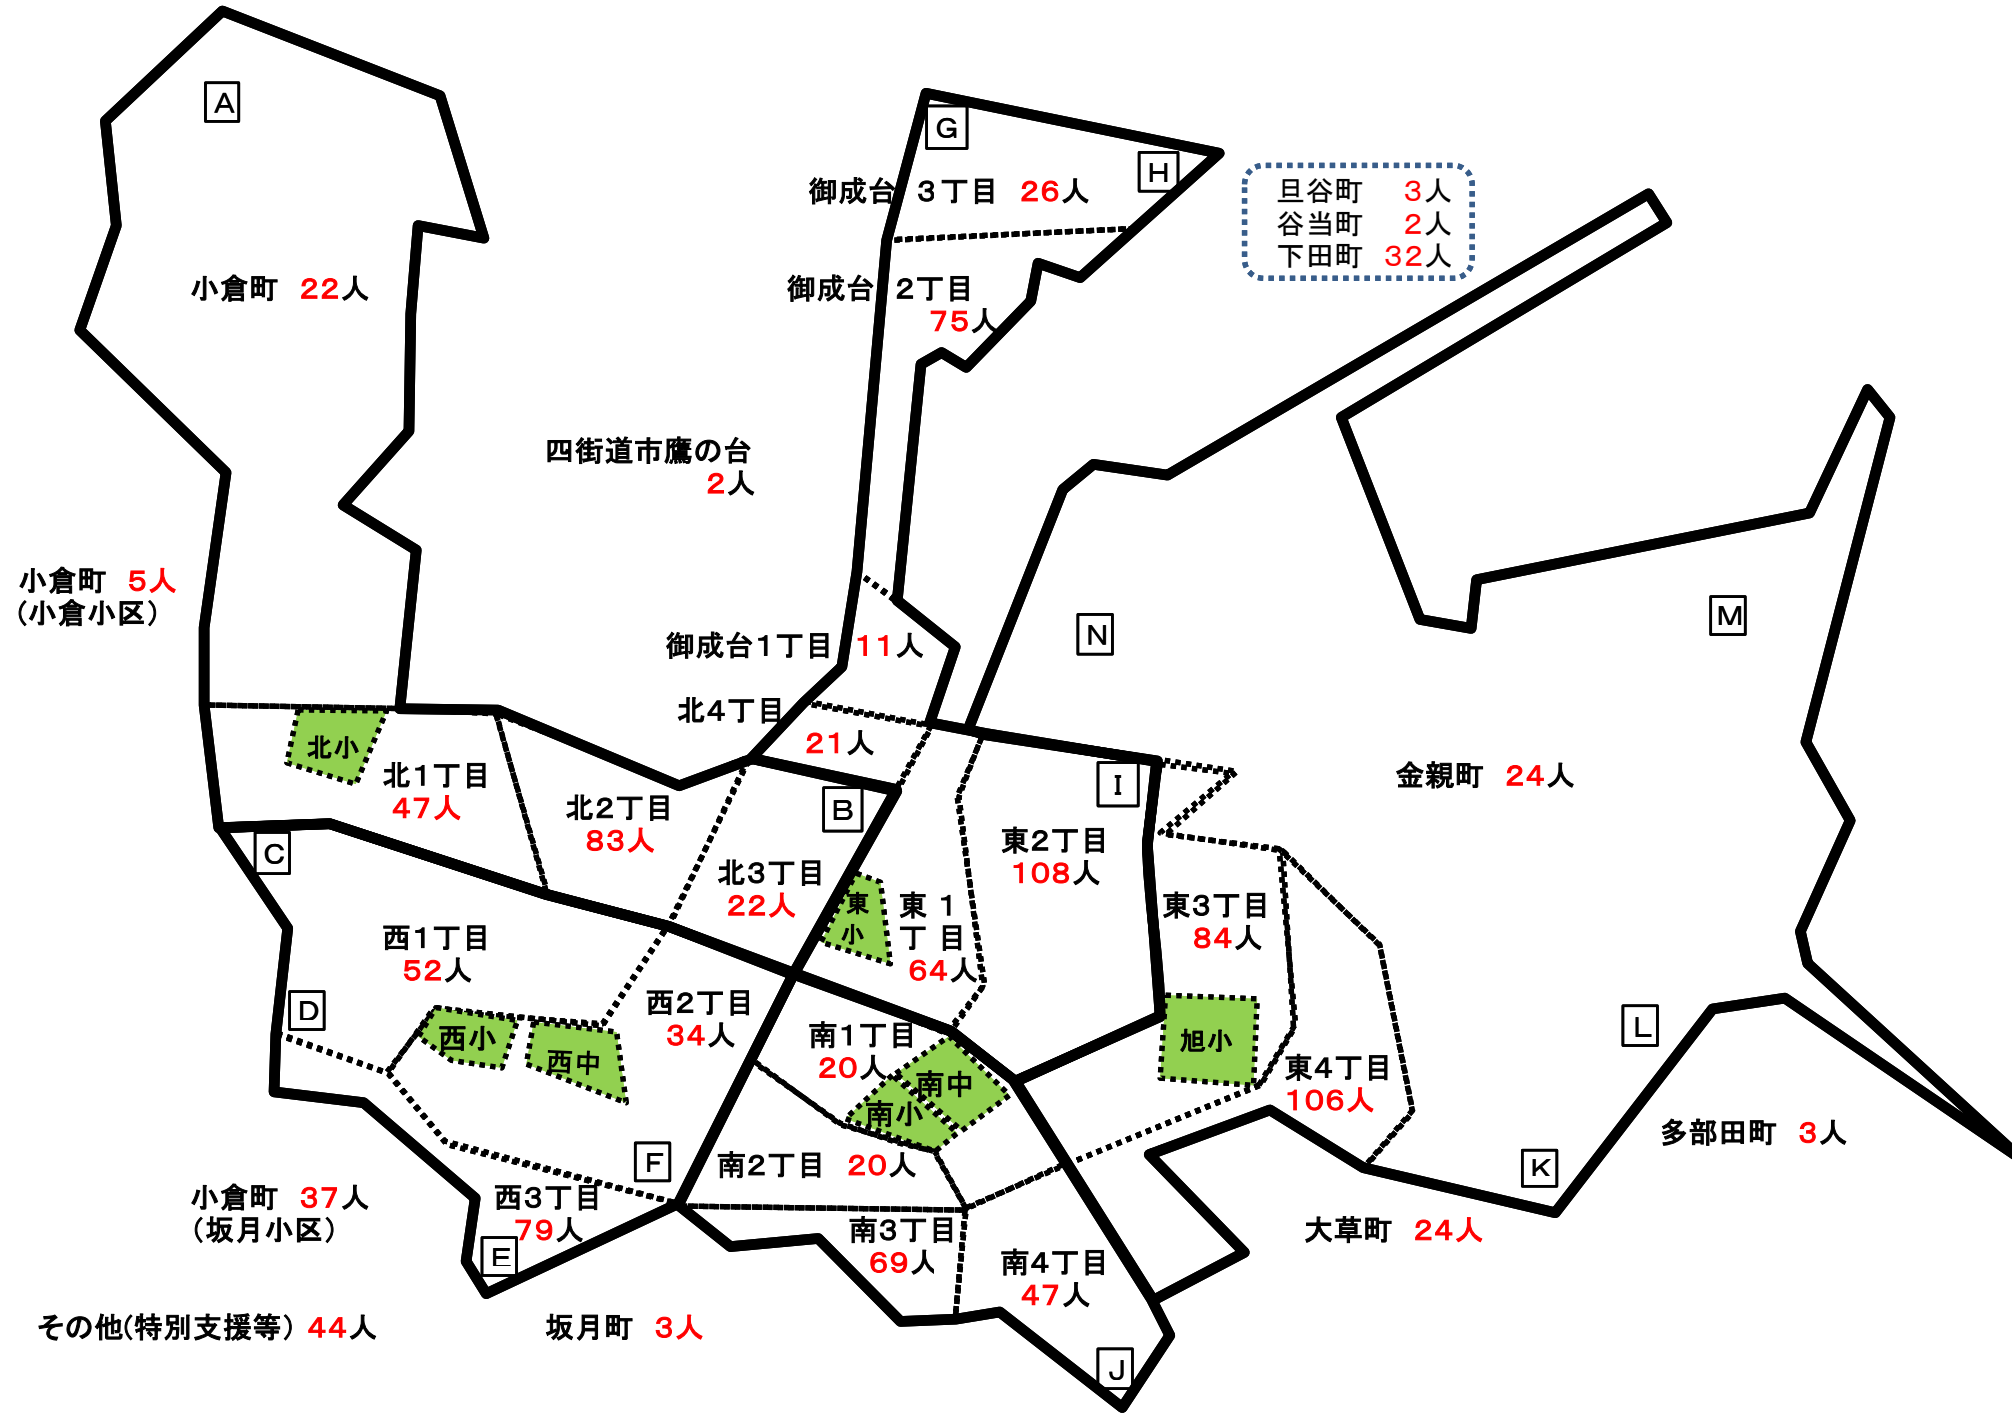 A
G
H
御成台 3丁目 26人
旦谷町 3人
谷当町 2人
下田町 32人
小倉町 22人
御成台 2丁目
75人
四街道市鷹の台
2人
小倉町 5人
(小倉小区)
御成台1丁目 11人
N
M
北4丁目
21人
北小
北1丁目
47人
北2丁目
83人
B
I
金親町 24人
C
北3丁目
22人
東2丁目
108人
東
小
東 1
丁 目
64人
東3丁目
84人
西1丁目
52人
D
西小
西中
西2丁目
34人
南1丁目
20人
南中
南小
旭小
L
東4丁目
106人
多部田町 3人
F
南2丁目 20人
K
小倉町 37人
(坂月小区)
西3丁目
79人
E
南3丁目
69人
南4丁目
47人
大草町 24人
その他(特別支援等) 44人
坂月町 3人
J